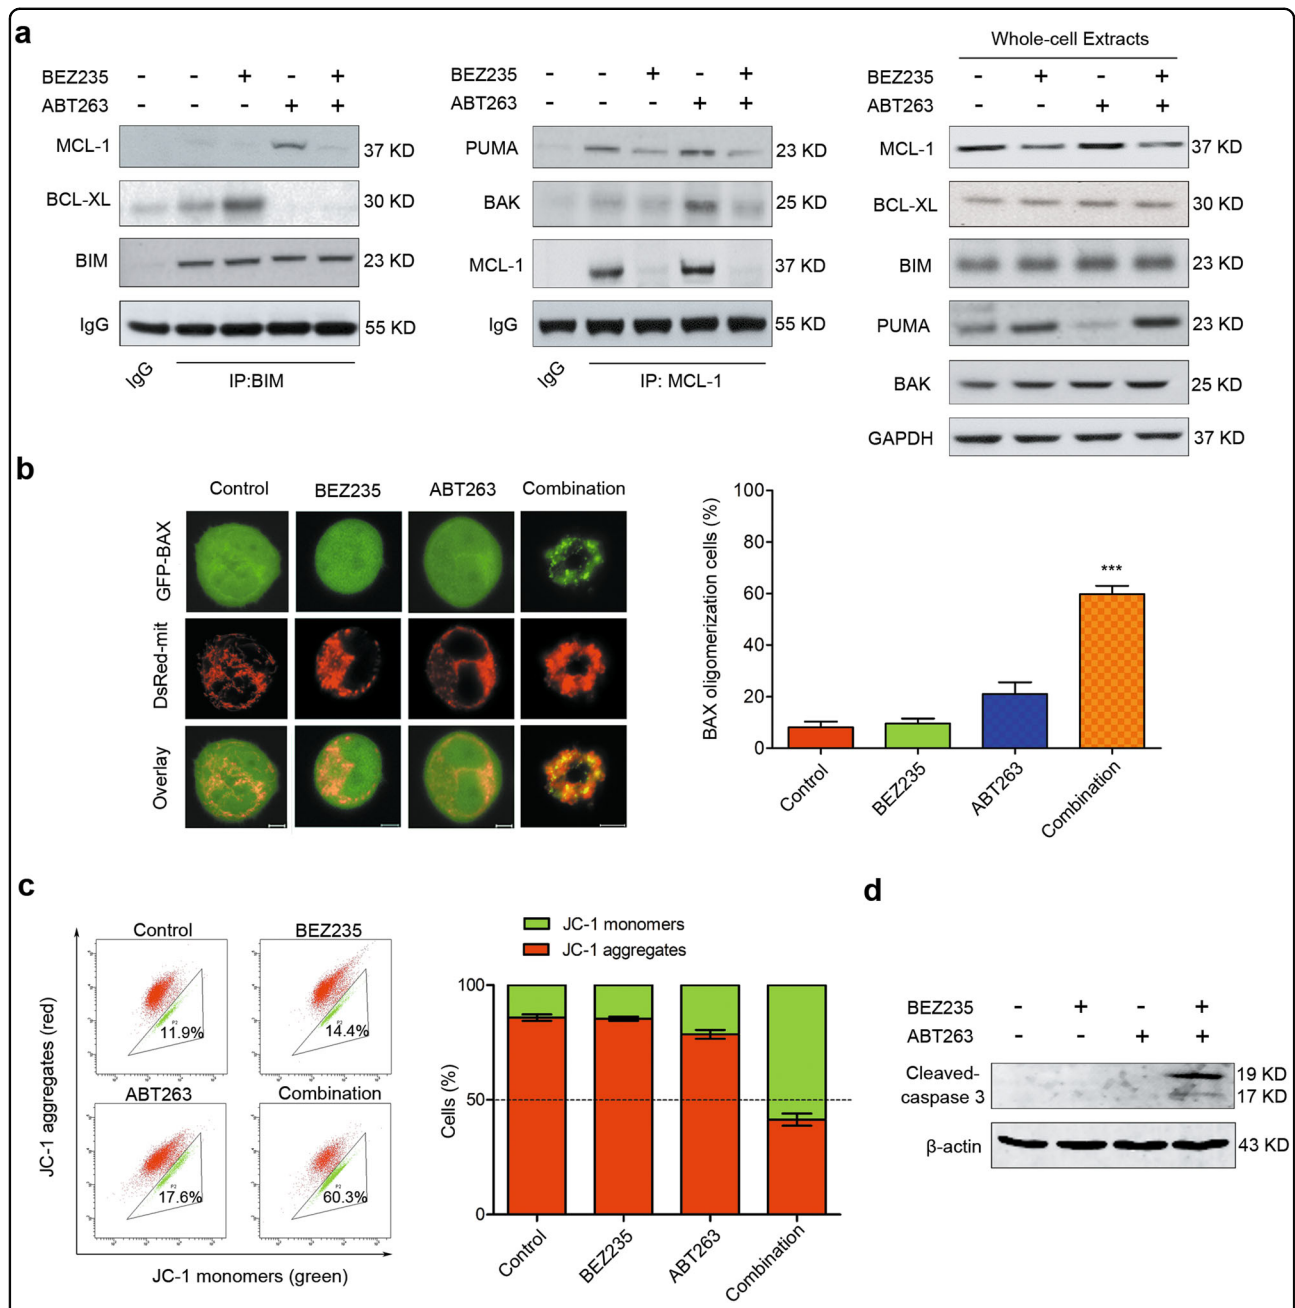 a
BEZ235 - - + - +
ABT263 - - - + +
MCL-1 37 KD
BCL-XL 30 KD
BIM 23 KD
IgG 55 KD
IgG IP:BIM
BEZ235 - - + - +
ABT263 - - - + +
PUMA 23 KD
BAK 25 KD
MCL-1 37 KD
IgG 55 KD
IgG IP: MCL-1
Whole-cell Extracts
BEZ235 - + - +
ABT263 - - + +
MCL-1 37 KD
BCL-XL 30 KD
BIM 23 KD
PUMA 23 KD
BAK 25 KD
GAPDH 37 KD
b
Control BEZ235 ABT263 Combination
GFP-BAX
DsRed-mit
Overlay
BAX oligomerization cells (%)
100
80
60
40
20
0
***
Control BEZ235 ABT263 Combination
c
JC-1 aggregates (red)
Control BEZ235
P2 P2
11.9% 14.4%
ABT263 Combination
P2 P2
17.6% 60.3%
JC-1 monomers (green)
JC-1 monomers
JC-1 aggregates
Cells (%)
100
50
0
Control BEZ235 ABT263 Combination
d
BEZ235 - + - +
ABT263 - - + +
Cleaved- 19 KD
caspase 3 17 KD
β-actin 43 KD